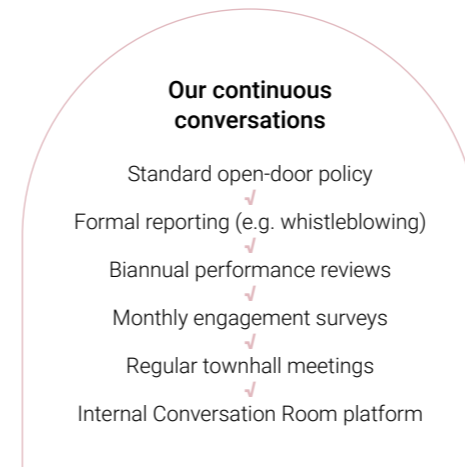 Our continuous
conversations
Standard open-door policy
√
Formal reporting (e.g. whistleblowing)
√
Biannual performance reviews
√
Monthly engagement surveys
√
Regular townhall meetings
√
Internal Conversation Room platform